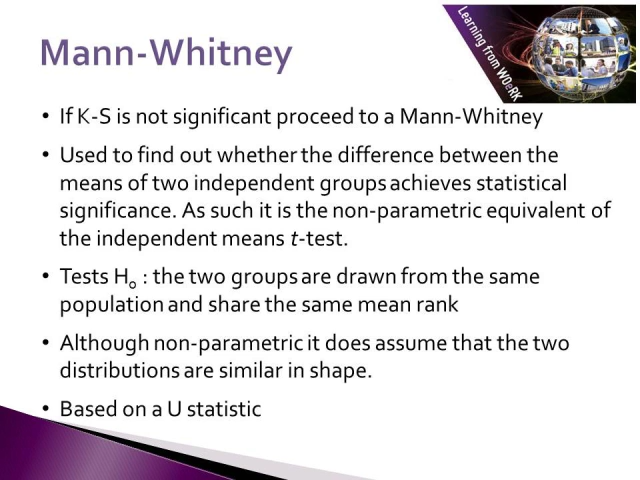 Mann-Whitney
Learning from WOeRK
• If K-S is not significant proceed to a Mann-Whitney
• Used to find out whether the difference between the
means of two independent groups achieves statistical
significance. As such it is the non-parametric equivalent of
the independent means t-test.
• Tests H₀ : the two groups are drawn from the same
population and share the same mean rank
• Although non-parametric it does assume that the two
distributions are similar in shape.
• Based on a U statistic